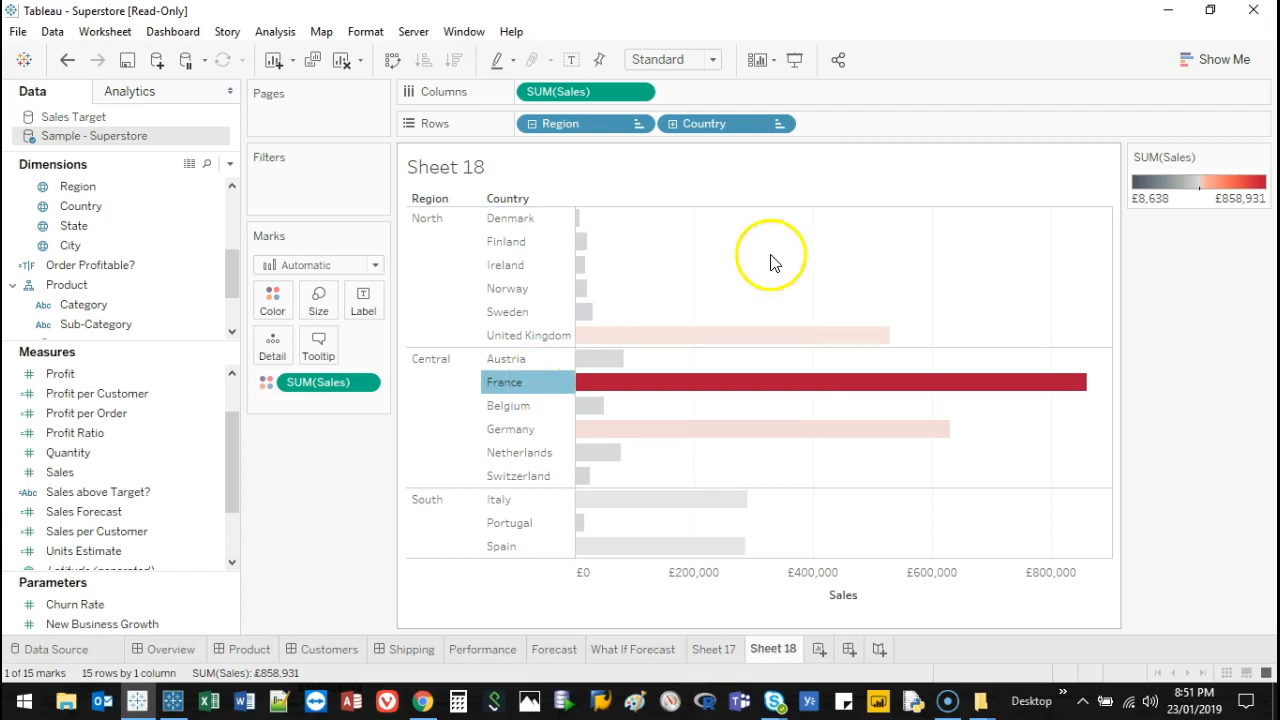 Tableau - Superstore [Read-Only]
File Data Worksheet Dashboard Story Analysis Map Format Server Window Help
Standard
Show Me
Data
Analytics
Sales Target
Sample - Superstore
Dimensions
Region
Country
State
City
=T|F Order Profitable?
Product
Abc Category
Abc Sub-Category
Measures
# Profit
# Profit per Customer
# Profit per Order
# Profit Ratio
# Quantity
# Sales
=Abc Sales above Target?
# Sales Forecast
# Sales per Customer
# Units Estimate
Parameters
# Churn Rate
# New Business Growth
Pages
Filters
Marks
Automatic
Color Size Label
Detail Tooltip
SUM(Sales)
Columns SUM(Sales)
Rows Region Country
Sheet 18
Region Country
North Denmark
Finland
Ireland
Norway
Sweden
United Kingdom
Central Austria
France
Belgium
Germany
Netherlands
Switzerland
South Italy
Portugal
Spain
£0 £200,000 £400,000 £600,000 £800,000
Sales
SUM(Sales)
£8,638 £858,931
Data Source Overview Product Customers Shipping Performance Forecast What If Forecast Sheet 17 Sheet 18
1 of 15 marks 15 rows by 1 column SUM(Sales): £858,931
Desktop
8:51 PM
23/01/2019